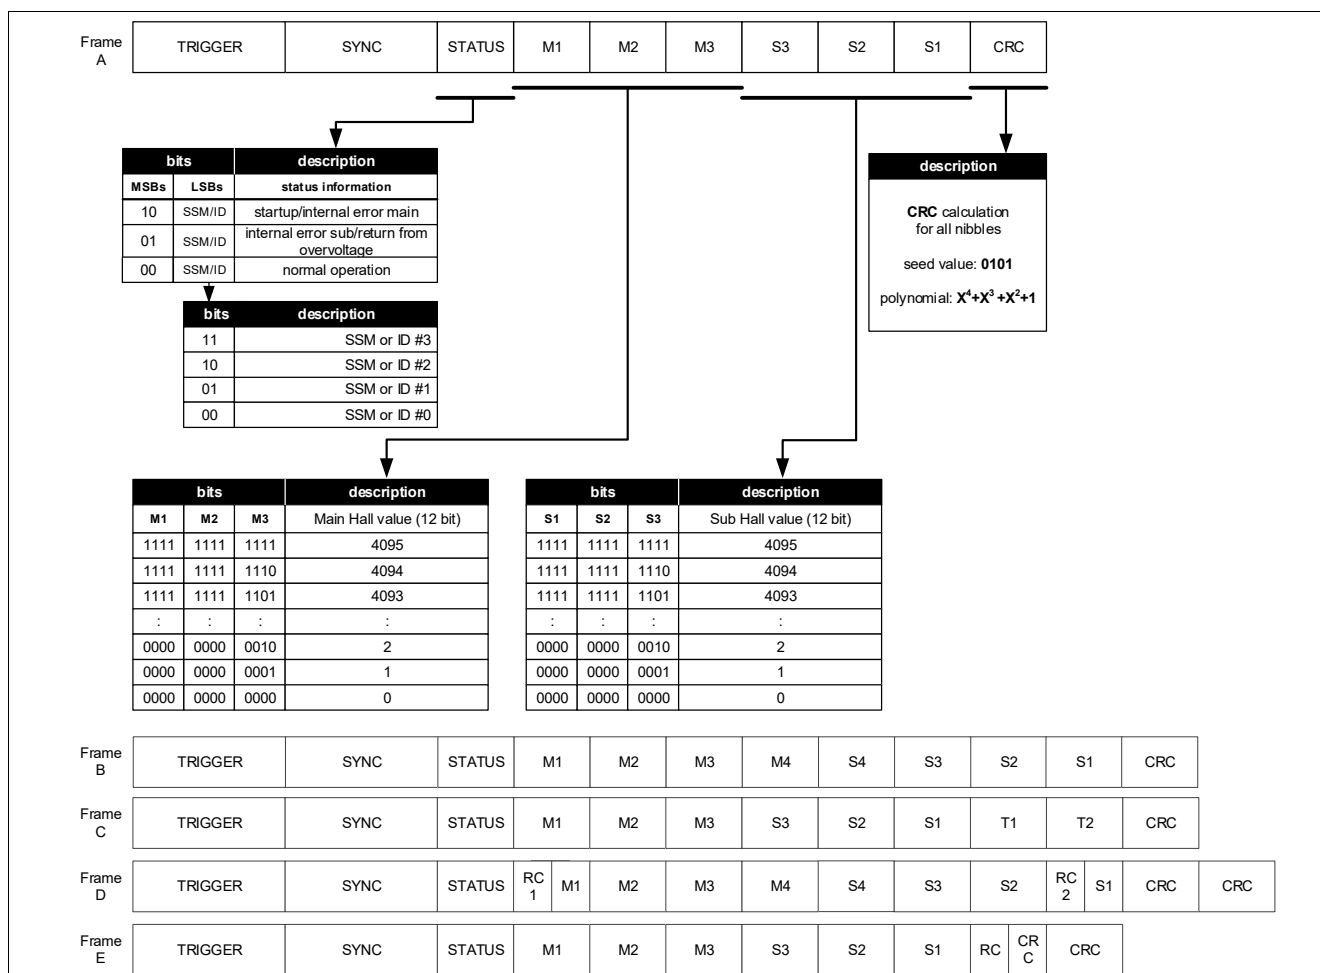 Frame A TRIGGER SYNC STATUS M1 M2 M3 S3 S2 S1 CRC
bits description
MSBs LSBs status information
10 SSM/ID startup/internal error main
01 SSM/ID internal error sub/return from overvoltage
00 SSM/ID normal operation
bits description
11 SSM or ID #3
10 SSM or ID #2
01 SSM or ID #1
00 SSM or ID #0
description
CRC calculation
for all nibbles
seed value: 0101
polynomial: X⁴+X³+X²+1
bits description
M1 M2 M3 Main Hall value (12 bit)
1111 1111 1111 4095
1111 1111 1110 4094
1111 1111 1101 4093
: : : :
0000 0000 0010 2
0000 0000 0001 1
0000 0000 0000 0
bits description
S1 S2 S3 Sub Hall value (12 bit)
1111 1111 1111 4095
1111 1111 1110 4094
1111 1111 1101 4093
: : : :
0000 0000 0010 2
0000 0000 0001 1
0000 0000 0000 0
Frame B TRIGGER SYNC STATUS M1 M2 M3 M4 S4 S3 S2 S1 CRC
Frame C TRIGGER SYNC STATUS M1 M2 M3 S3 S2 S1 T1 T2 CRC
Frame D TRIGGER SYNC STATUS RC 1 M1 M2 M3 M4 S4 S3 S2 RC 2 S1 CRC CRC
Frame E TRIGGER SYNC STATUS M1 M2 M3 S3 S2 S1 RC CR C CRC